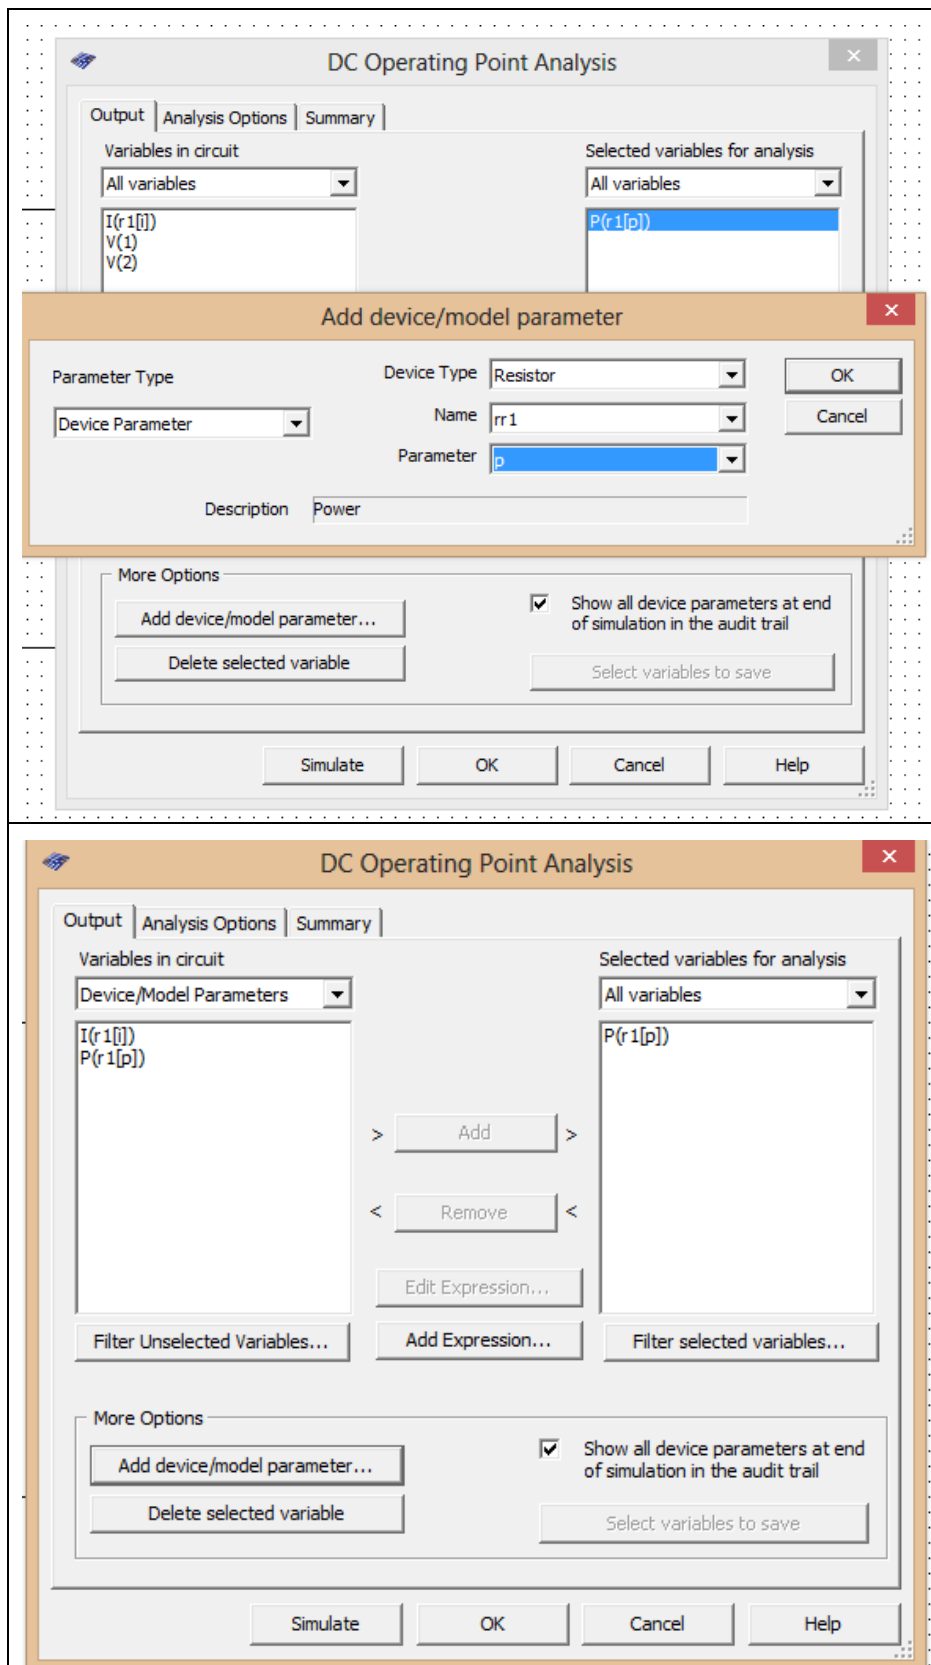 DC Operating Point Analysis
Output Analysis Options Summary
Variables in circuit Selected variables for analysis
All variables All variables
I(r1[i]) P(r1[p])
V(1)
V(2)
Add device/model parameter
Parameter Type Device Type Resistor OK
Device Parameter Name rr1 Cancel
Parameter p
Description Power
More Options
Add device/model parameter... Show all device parameters at end
of simulation in the audit trail
Delete selected variable Select variables to save
Simulate OK Cancel Help
DC Operating Point Analysis
Output Analysis Options Summary
Variables in circuit Selected variables for analysis
Device/Model Parameters All variables
I(r1[i]) P(r1[p])
P(r1[p])
> Add >
< Remove <
Edit Expression...
Filter Unselected Variables... Add Expression... Filter selected variables...
More Options
Add device/model parameter... Show all device parameters at end
of simulation in the audit trail
Delete selected variable Select variables to save
Simulate OK Cancel Help